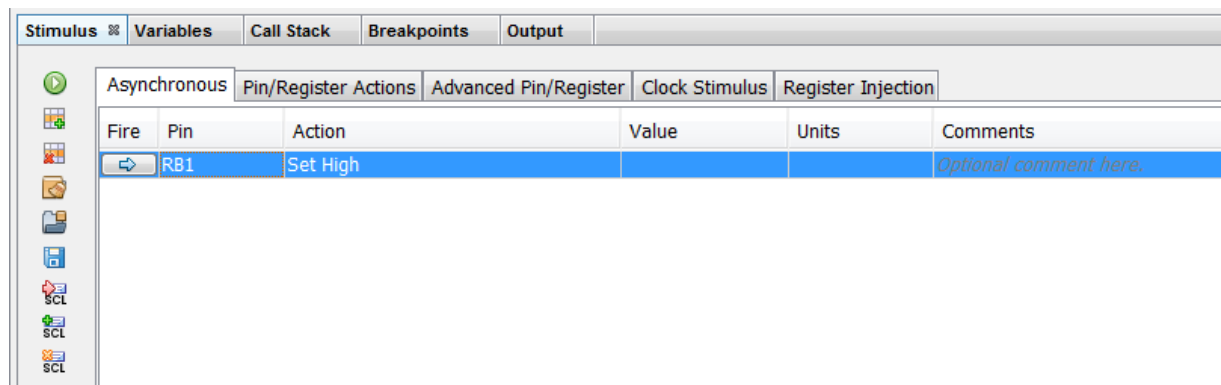 Stimulus Variables Call Stack Breakpoints Output
Asynchronous Pin/Register Actions Advanced Pin/Register Clock Stimulus Register Injection
Fire Pin Action Value Units Comments
RB1 Set High Optional comment here.
SCL
SCL
SCL